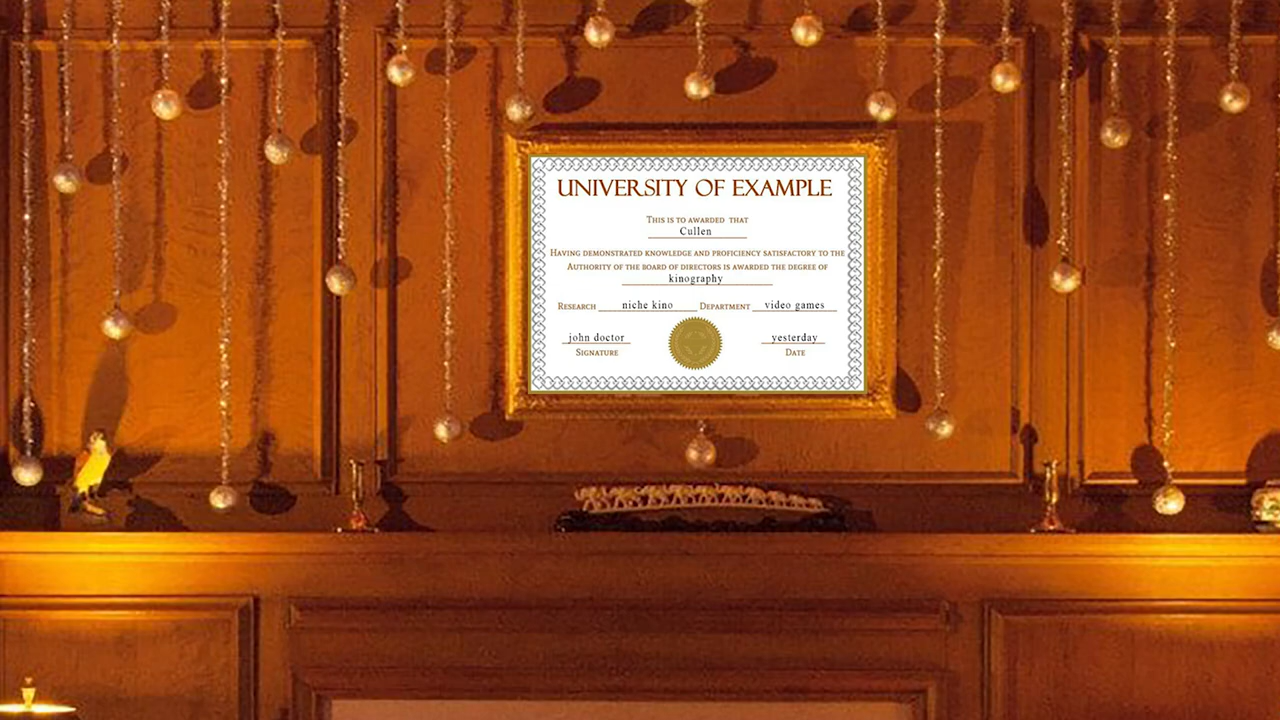 UNIVERSITY OF EXAMPLE
THIS IS TO AWARDED THAT
Cullen
HAVING DEMONSTRATED KNOWLEDGE AND PROFICIENCY SATISFACTORY TO THE
AUTHORITY OF THE BOARD OF DIRECTORS IS AWARDED THE DEGREE OF
kinography
RESEARCH niche kino DEPARTMENT video games
john doctor yesterday
SIGNATURE DATE